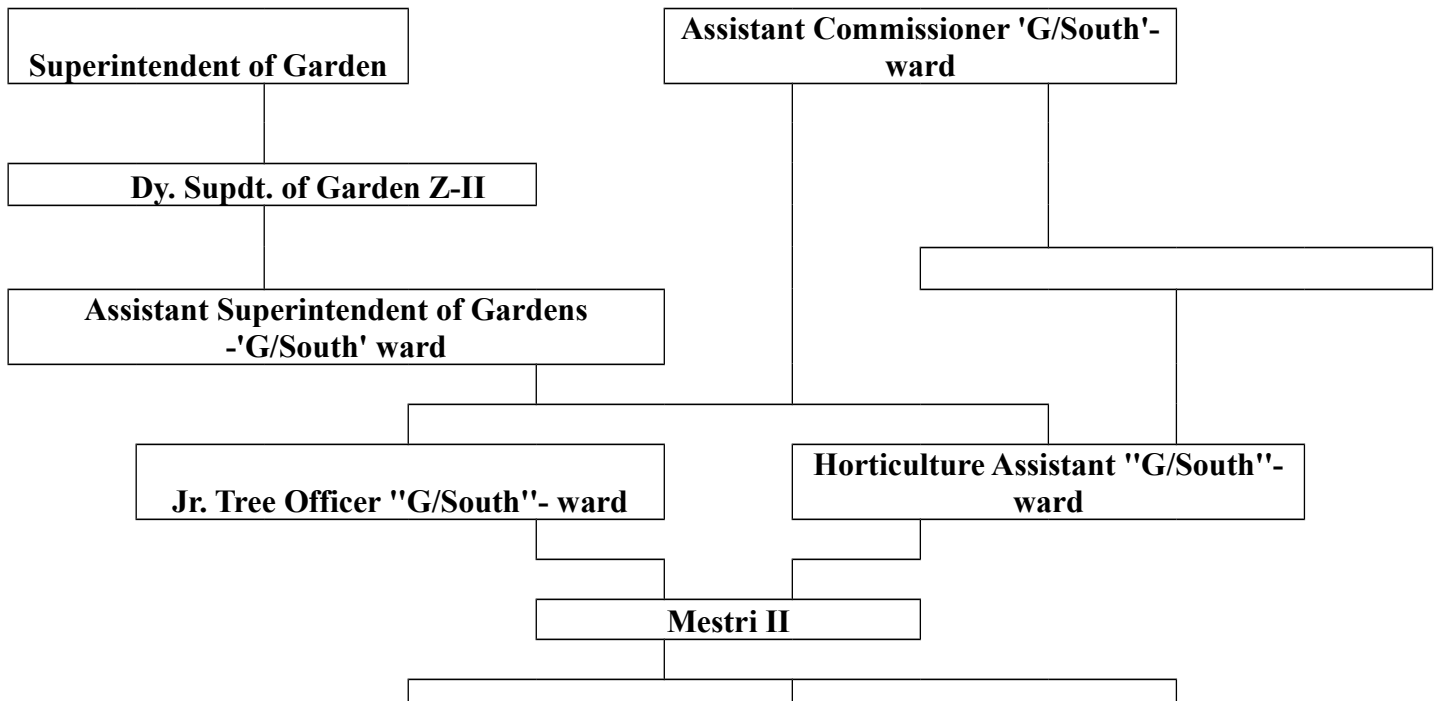 Superintendent of Garden
Assistant Commissioner 'G/South'-
ward
Dy. Supdt. of Garden Z-II
Assistant Superintendent of Gardens
-'G/South' ward
Jr. Tree Officer "G/South"- ward
Horticulture Assistant "G/South"-
ward
Mestri II